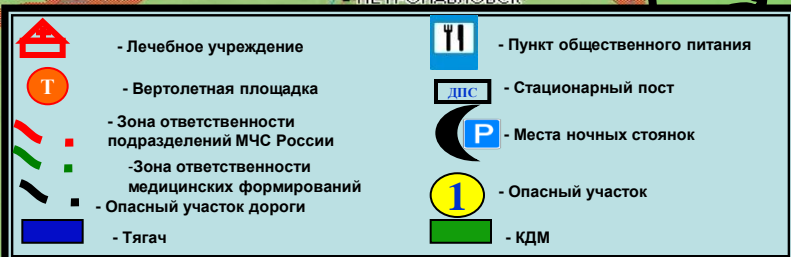 ПЕТРОПАВЛОВСК
- Лечебное учреждение
Т
- Вертолетная площадка
- Зона ответственности
подразделений МЧС России
-Зона ответственности
медицинских формирований
- Опасный участок дороги
- Тягач
- Пункт общественного питания
ДПС
- Стационарный пост
P
- Места ночных стоянок
1
- Опасный участок
- КДМ